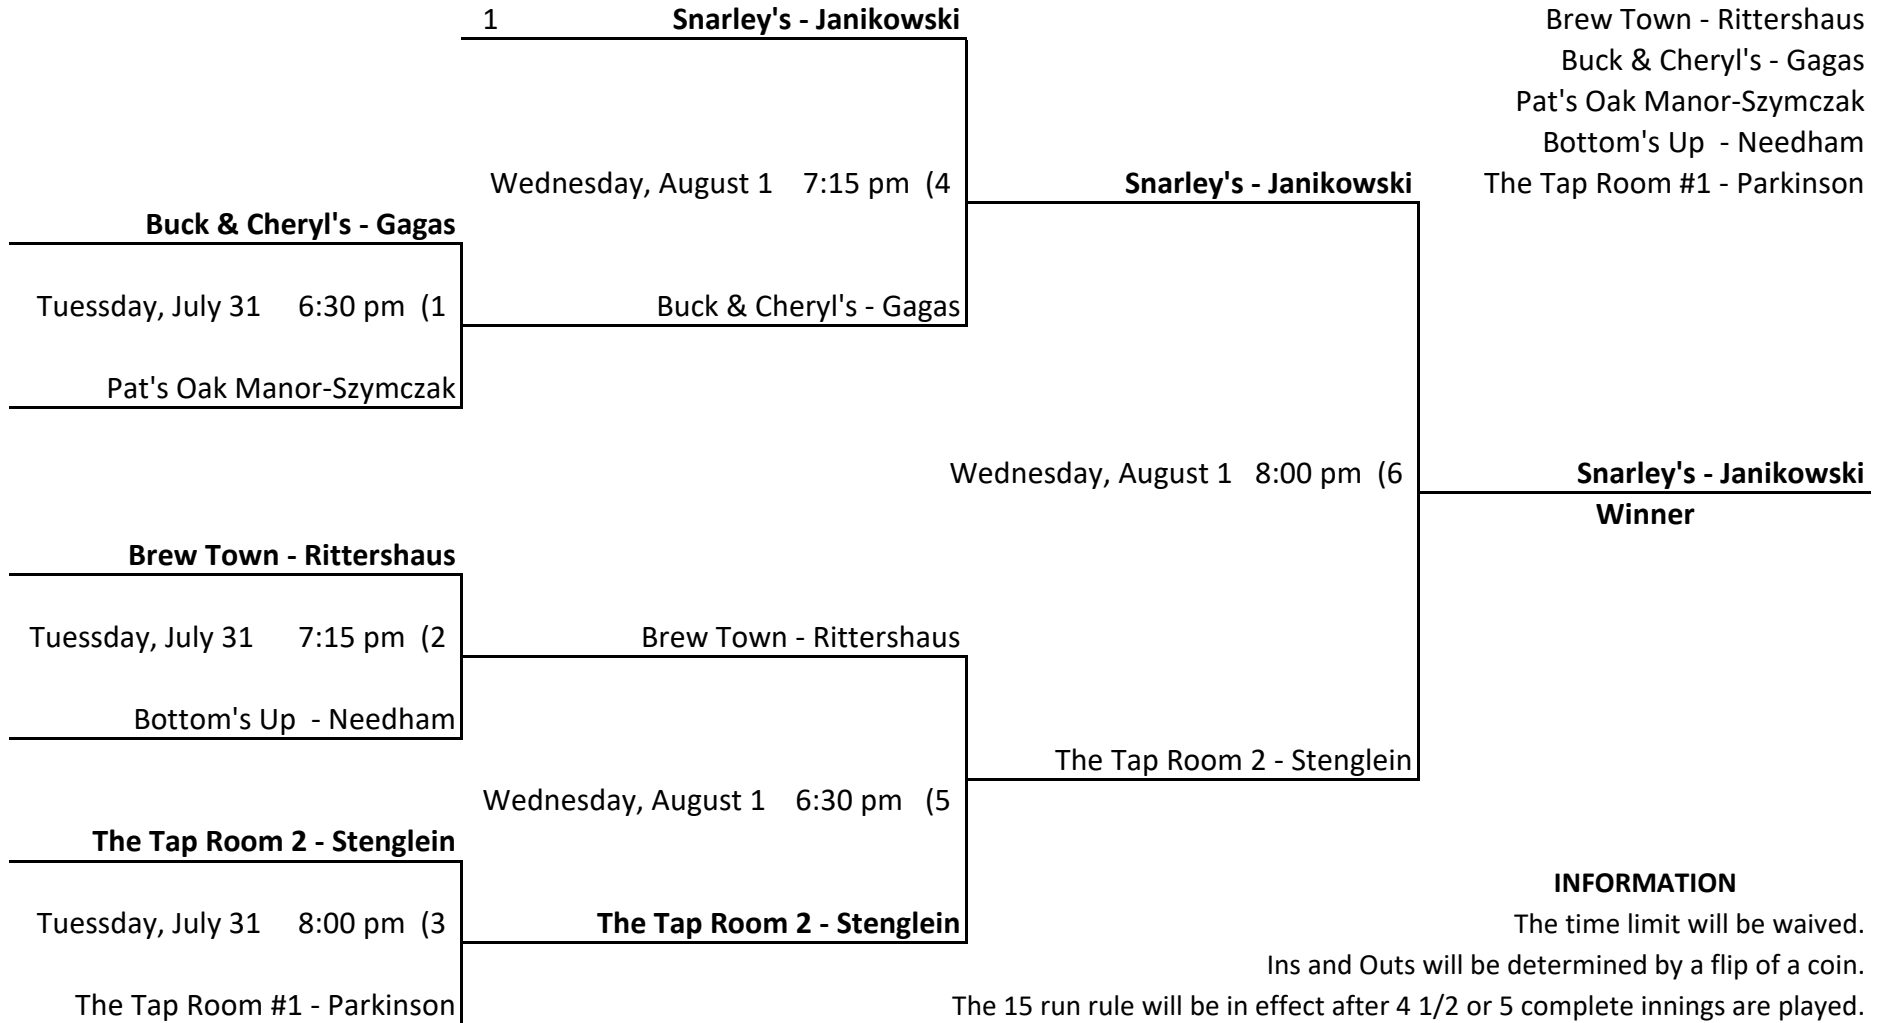 1 Snarley's - Janikowski Brew Town - Rittershaus
Buck & Cheryl's - Gagas
Pat's Oak Manor-Szymczak
Bottom's Up - Needham
Wednesday, August 1 7:15 pm (4 Snarley's - Janikowski The Tap Room #1 - Parkinson
Buck & Cheryl's - Gagas
Tuessday, July 31 6:30 pm (1 Buck & Cheryl's - Gagas
Pat's Oak Manor-Szymczak
Wednesday, August 1 8:00 pm (6 Snarley's - Janikowski
Winner
Brew Town - Rittershaus
Tuessday, July 31 7:15 pm (2 Brew Town - Rittershaus
Bottom's Up - Needham
The Tap Room 2 - Stenglein
Wednesday, August 1 6:30 pm (5
The Tap Room 2 - Stenglein
INFORMATION
Tuessday, July 31 8:00 pm (3 The Tap Room 2 - Stenglein The time limit will be waived.
Ins and Outs will be determined by a flip of a coin.
The Tap Room #1 - Parkinson The 15 run rule will be in effect after 4 1/2 or 5 complete innings are played.